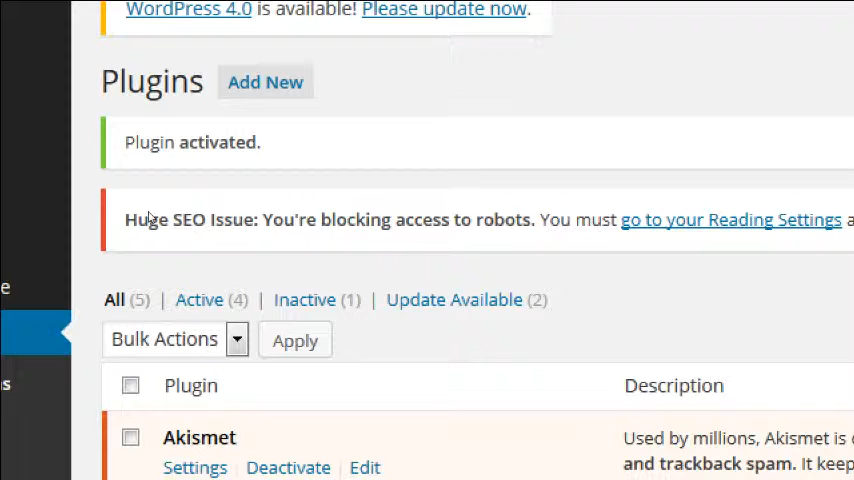 WordPress 4.0 is available! Please update now.
Plugins Add New
Plugin activated.
Huge SEO Issue: You're blocking access to robots. You must go to your Reading Settings a
e
All (5) | Active (4) | Inactive (1) | Update Available (2)
Bulk Actions Apply
s
Plugin Description
Akismet Used by millions, Akismet is
Settings | Deactivate | Edit and trackback spam. It keep